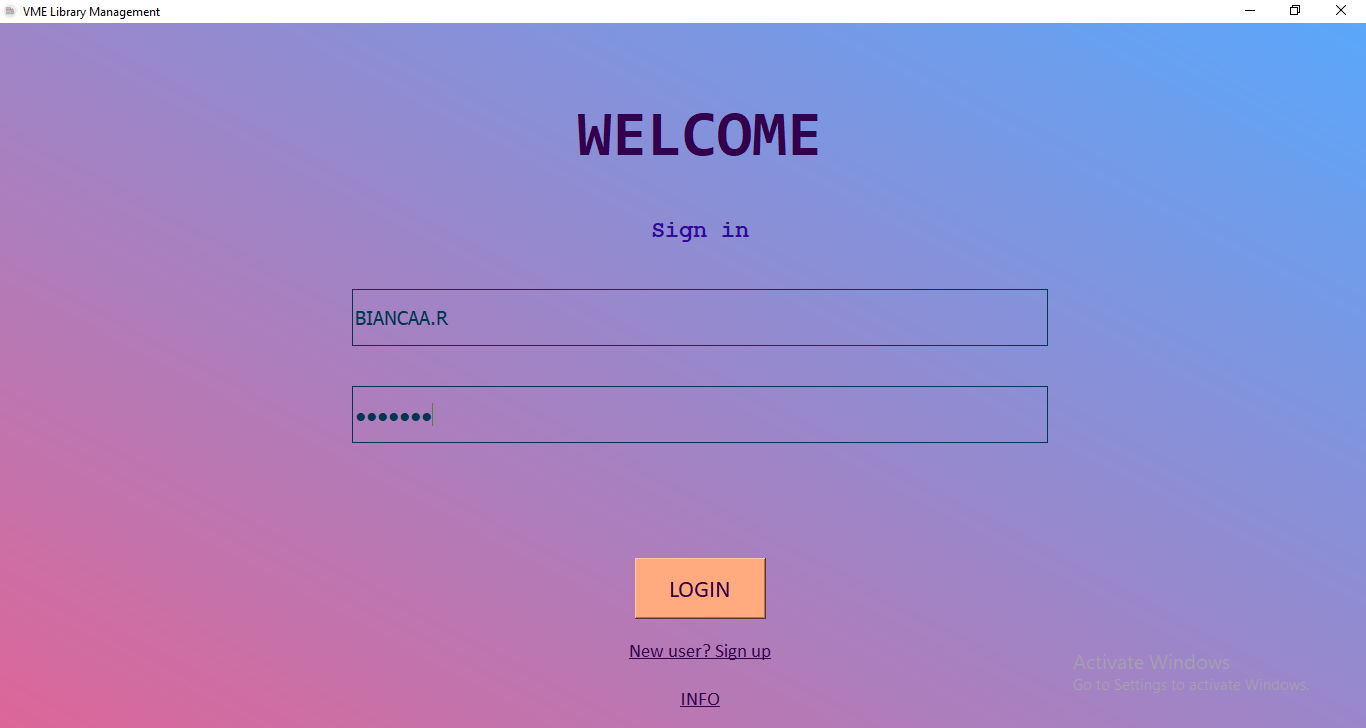 VME Library Management
WELCOME
Sign in
BIANCAA.R
•••••••
LOGIN
New user? Sign up
INFO
Activate Windows
Go to Settings to activate Windows.